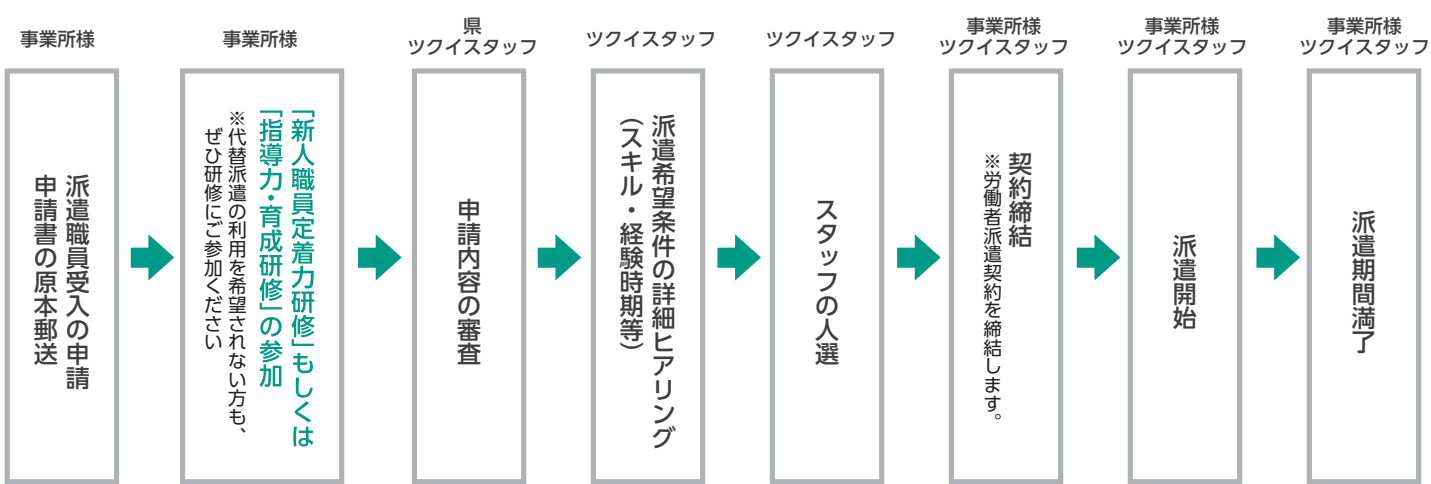 事業所様
派遣職員受入の申請
申請書の原本郵送
事業所様
「新人職員定着力研修」もしくは
「指導力・育成研修」の参加
※代替派遣の利用を希望されない方も、
ぜひ研修にご参加ください
県
ツクイスタッフ
申請内容の審査
ツクイスタッフ
派遣希望条件の詳細ヒアリング
(スキル・経験時期等)
ツクイスタッフ
スタッフの人選
事業所様
ツクイスタッフ
契約締結
※労働者派遣契約を締結します。
事業所様
ツクイスタッフ
派遣開始
事業所様
ツクイスタッフ
派遣期間満了